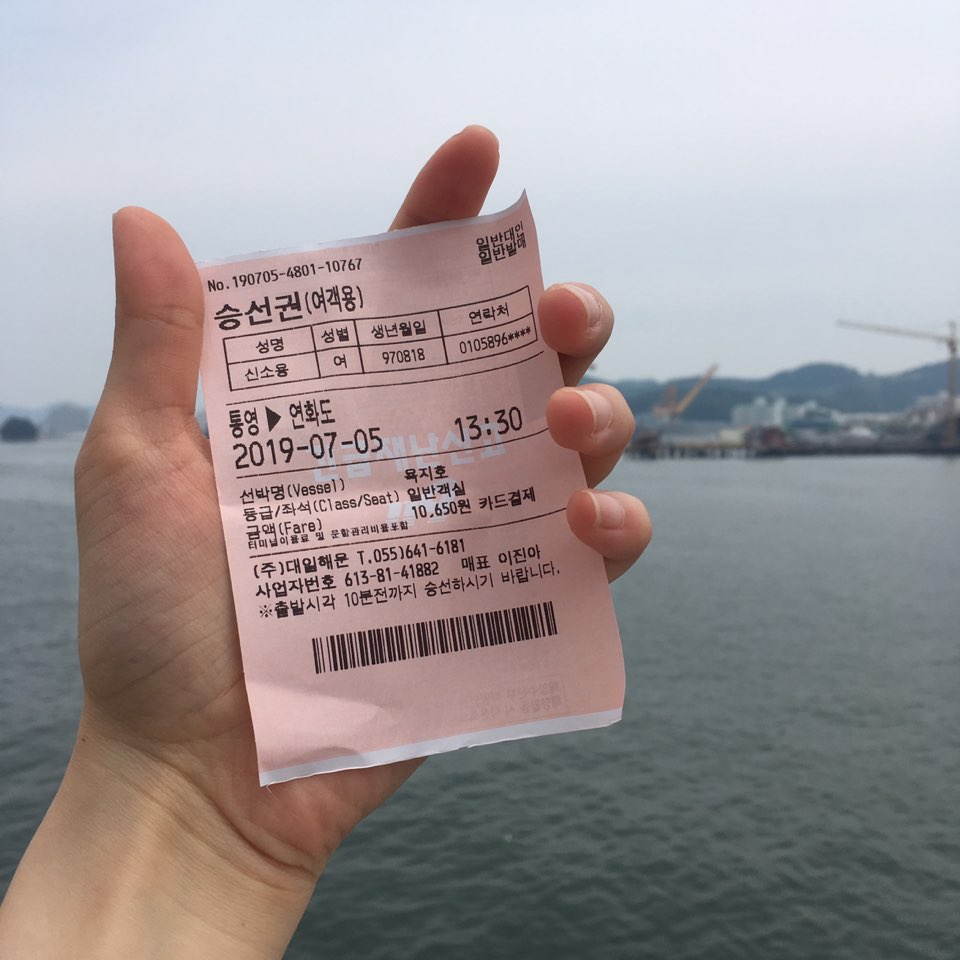 No.190705-4801-10767
일반대인
일반발매
승선권(여객용)
성명 성별 생년월일 연락처
신소용 여 970818 0105896****
통영 ▶ 연화도
2019-07-05 13:30
선박명(Vessel) 욕지호
등급/좌석(Class/Seat) 일반객실
금액(Fare) 10,650원 카드결제
터미널이용료 및 문항관리비용포함
(주)대일해운 T.055)641-6181
사업자번호 613-81-41882 매표 이진아
※출발시각 10분전까지 승선하시기 바랍니다.